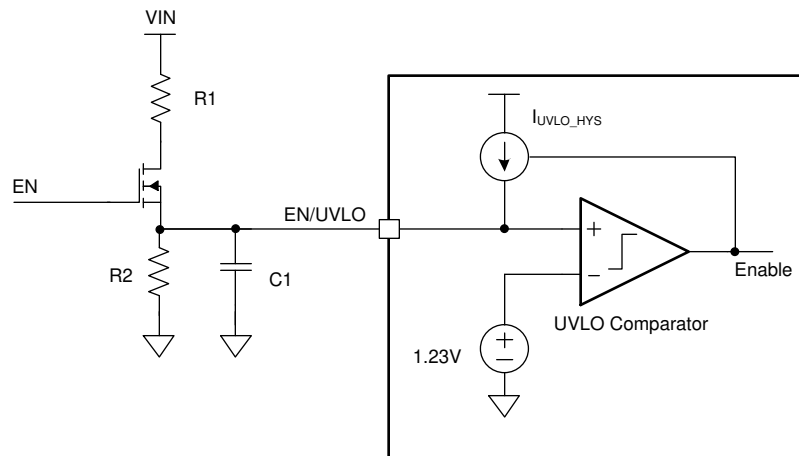 VIN
R1
I_UVLO_HYS
EN
EN/UVLO
+
−
Enable
R2
C1
UVLO Comparator
1.23V
+
−